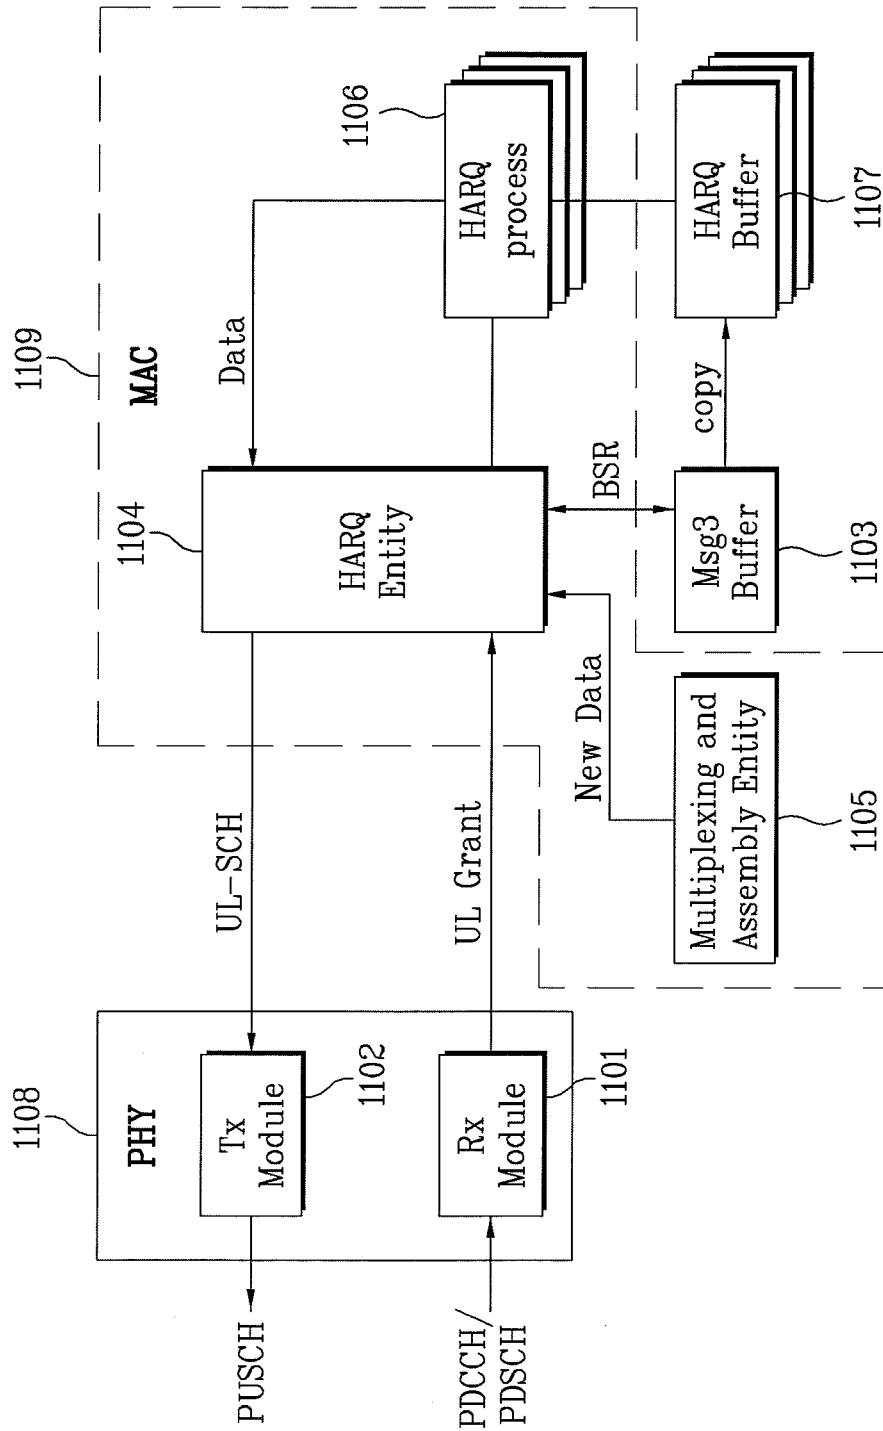 1108
PHY
Tx
Module
1102
Rx
Module
1101
PUSCH
PDCCH/
PDSCH
UL-SCH
UL Grant
1109
MAC
1104
HARQ
Entity
Data
1106
HARQ
process
New Data
BSR
Multiplexing and
Assembly Entity
1105
Msg3
Buffer
1103
copy
HARQ
Buffer
1107